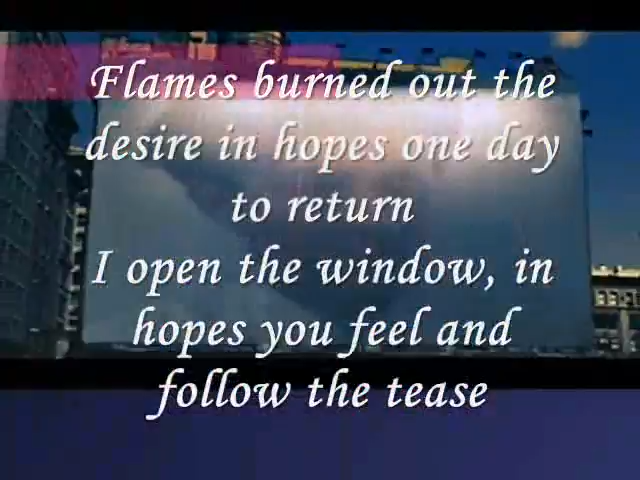 Flames burned out the
desire in hopes one day
to return
I open the window, in
hopes you feel and
follow the tease